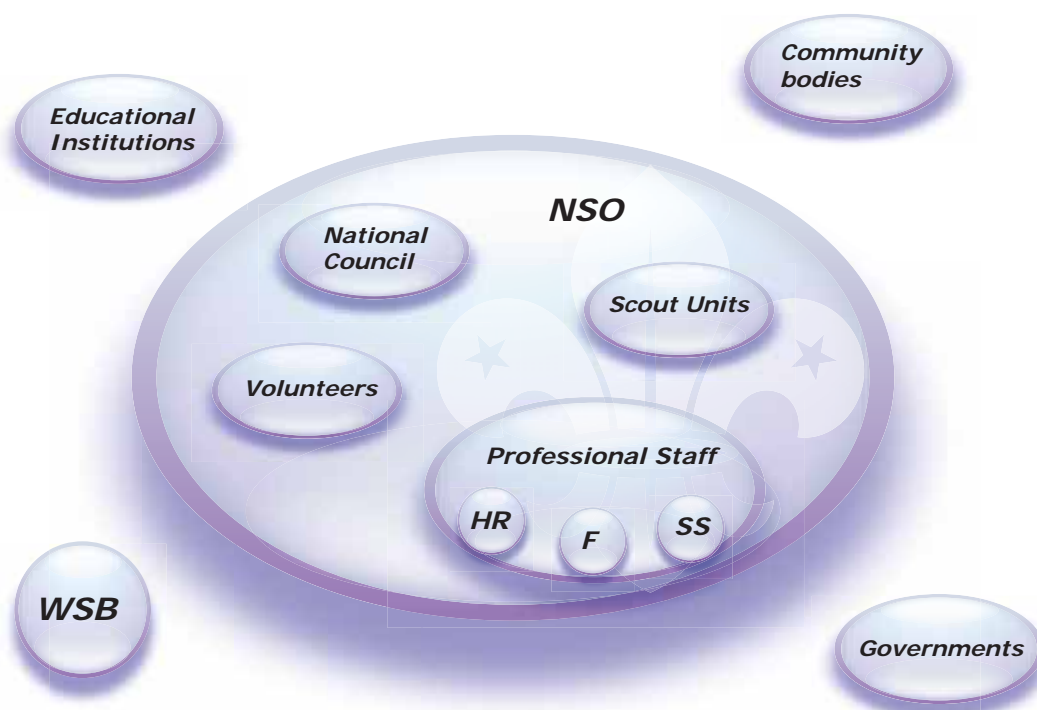 Community
bodies
Educational
Institutions
NSO
National
Council
Scout Units
Volunteers
Professional Staff
HR
F
SS
WSB
Governments